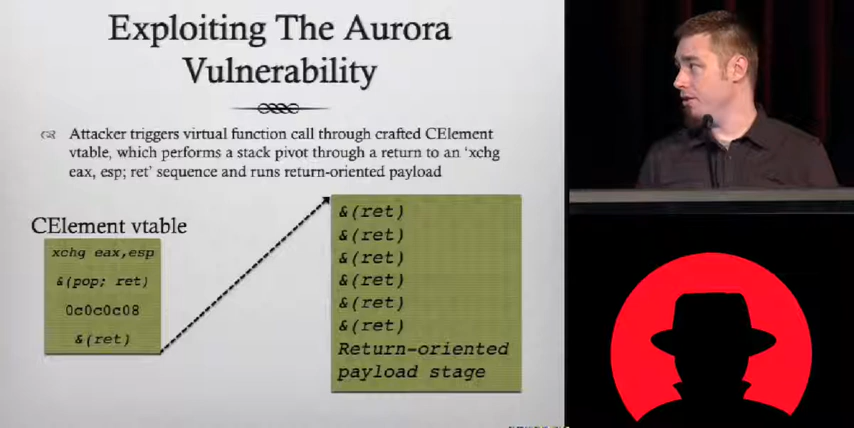 Exploiting The Aurora
Vulnerability
Attacker triggers virtual function call through crafted CElement
vtable, which performs a stack pivot through a return to an ‘xchg
eax, esp; ret’ sequence and runs return-oriented payload
CElement vtable
xchg eax,esp
&(pop; ret)
0c0c0c08
&(ret)
&(ret)
&(ret)
&(ret)
&(ret)
&(ret)
&(ret)
Return-oriented
payload stage